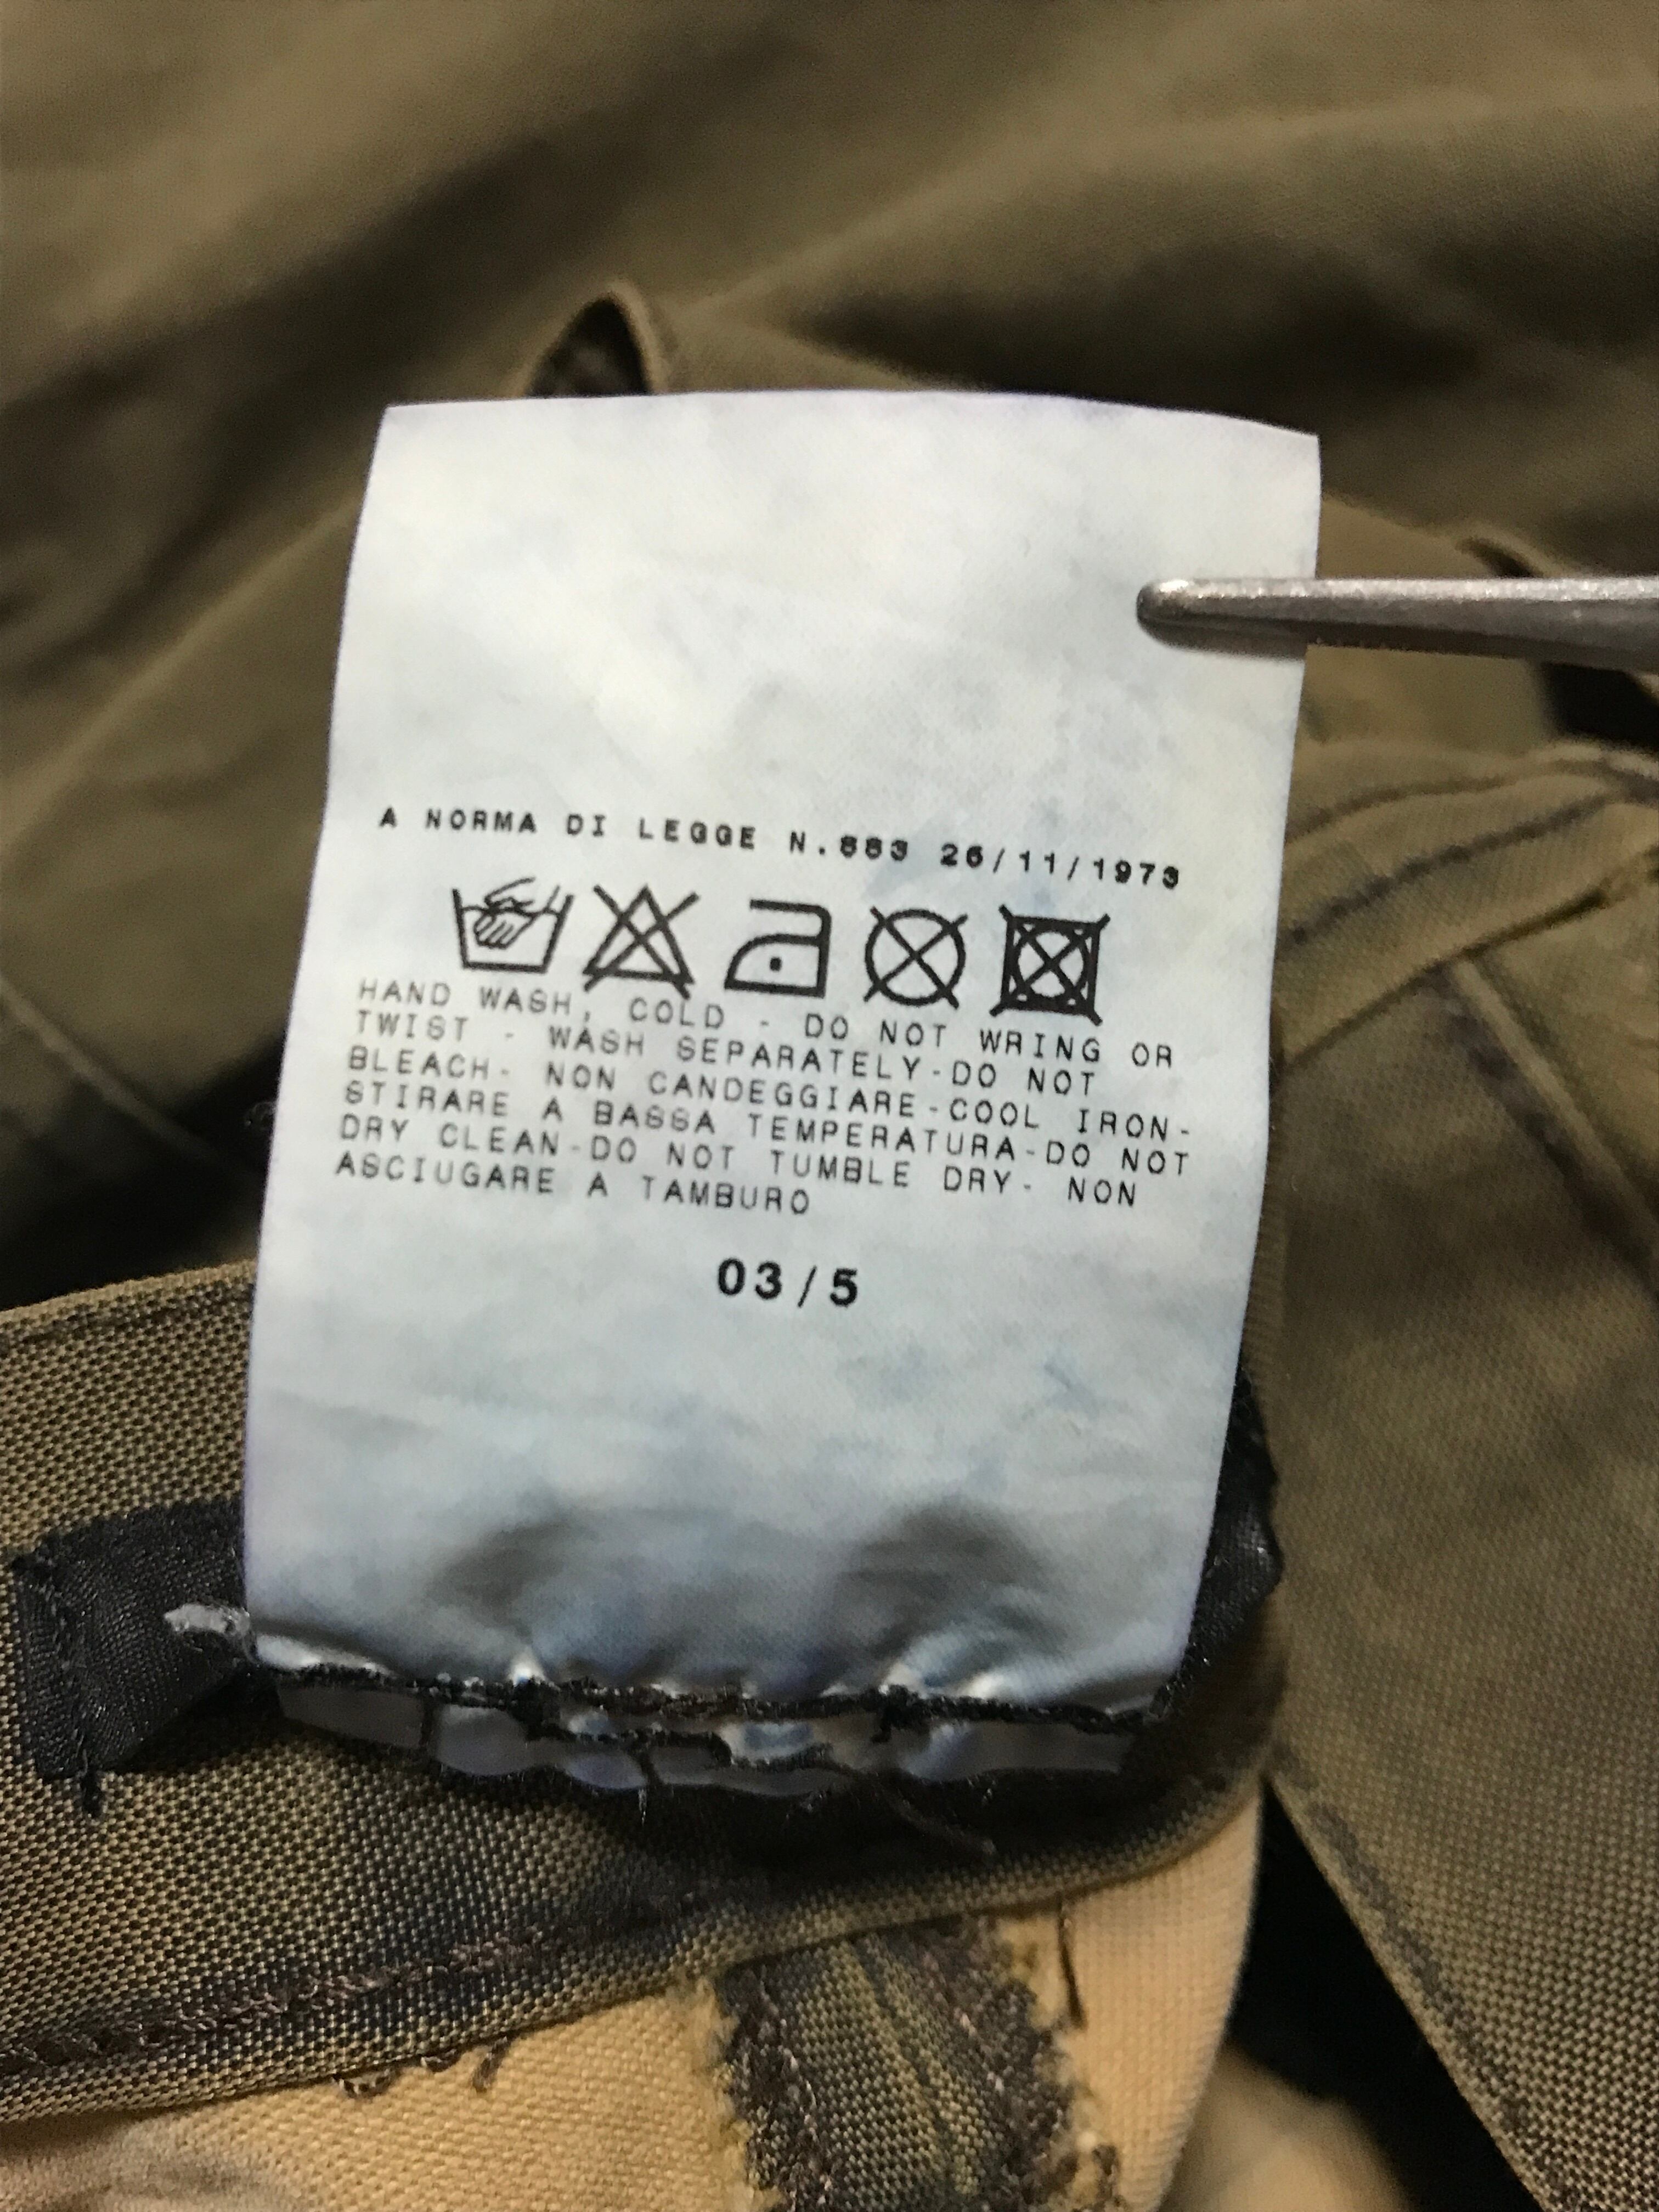 A NORMA DI LEGGE N.883 26/11/1973
HAND WASH, COLD - DO NOT WRING OR
TWIST - WASH SEPARATELY-DO NOT
BLEACH- NON CANDEGGIARE-COOL IRON-
STIRARE A BASSA TEMPERATURA-DO NOT
DRY CLEAN-DO NOT TUMBLE DRY- NON
ASCIUGARE A TAMBURO
03/5